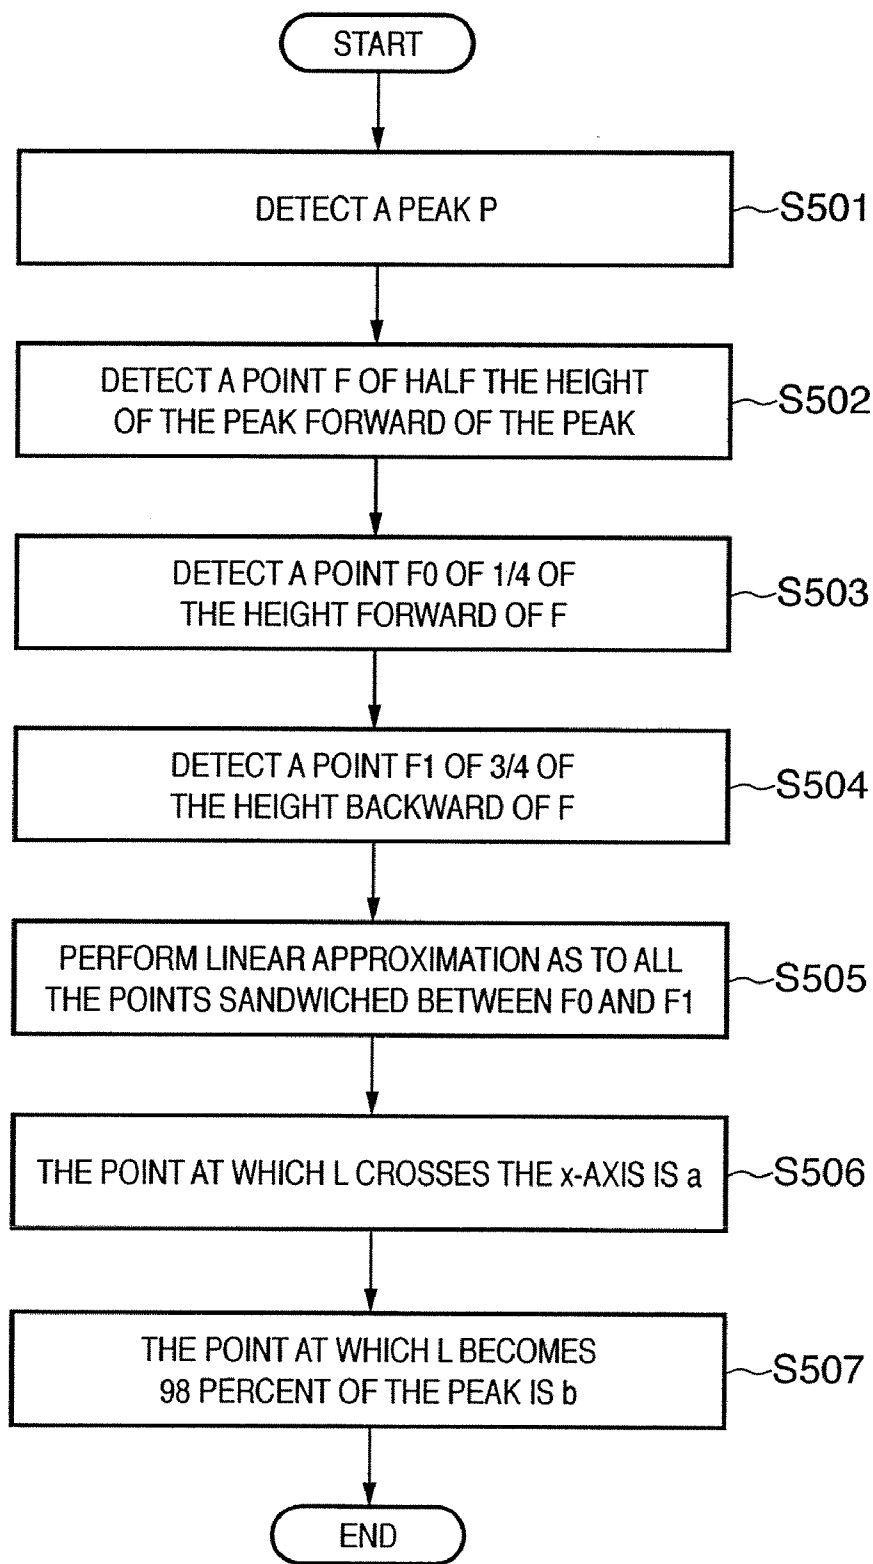 START
DETECT A PEAK P
S501
DETECT A POINT F OF HALF THE HEIGHT
OF THE PEAK FORWARD OF THE PEAK
S502
DETECT A POINT F0 OF 1/4 OF
THE HEIGHT FORWARD OF F
S503
DETECT A POINT F1 OF 3/4 OF
THE HEIGHT BACKWARD OF F
S504
PERFORM LINEAR APPROXIMATION AS TO ALL
THE POINTS SANDWICHED BETWEEN F0 AND F1
S505
THE POINT AT WHICH L CROSSES THE x-AXIS IS a
S506
THE POINT AT WHICH L BECOMES
98 PERCENT OF THE PEAK IS b
S507
END